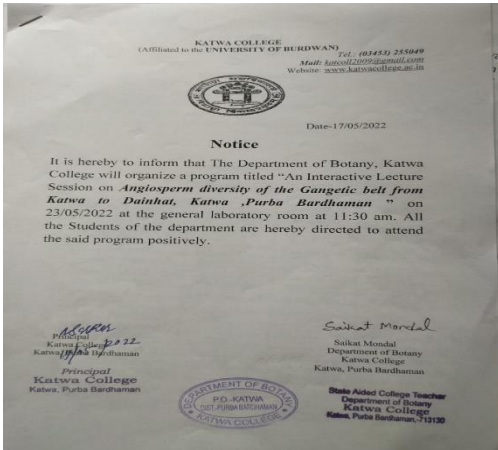 KATWA COLLEGE
(Affiliated to the UNIVERSITY OF BURDWAN)
Tel.: (03453) 255049
Mail: katcoll2009@gmail.com
Website: www.katwacollege.ac.in
Date-17/05/2022
Notice
It is hereby to inform that The Department of Botany, Katwa
College will organize a program titled “An Interactive Lecture
Session on Angiosperm diversity of the Gangetic belt from
Katwa to Dainhat, Katwa ,Purba Bardhaman ” on
23/05/2022 at the general laboratory room at 11:30 am. All
the Students of the department are hereby directed to attend
the said program positively.
Principal
Katwa College
Katwa, Purba Bardhaman
Principal
Katwa College
Katwa, Purba Bardhaman
DEPARTMENT OF BOTANY
P.O.-KATWA
DIST-PURBA BARDHAMAN
KATWA COLLEGE
Saikat Mondal
Saikat Mondal
Department of Botany
Katwa College
Katwa, Purba Bardhaman
State Aided College Teacher
Department of Botany
Katwa College
Katwa, Purba Bardhaman,-713130